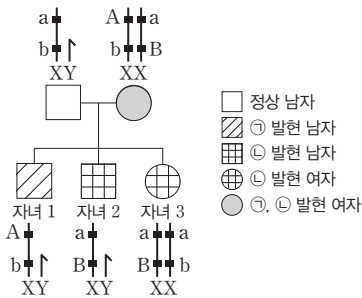 a A a
b b B
XY XX
정상 남자
㉠ 발현 남자
㉡ 발현 남자
㉡ 발현 여자
㉠, ㉡ 발현 여자
자녀 1 자녀 2 자녀 3
A a a a
b B B b
XY XY XX